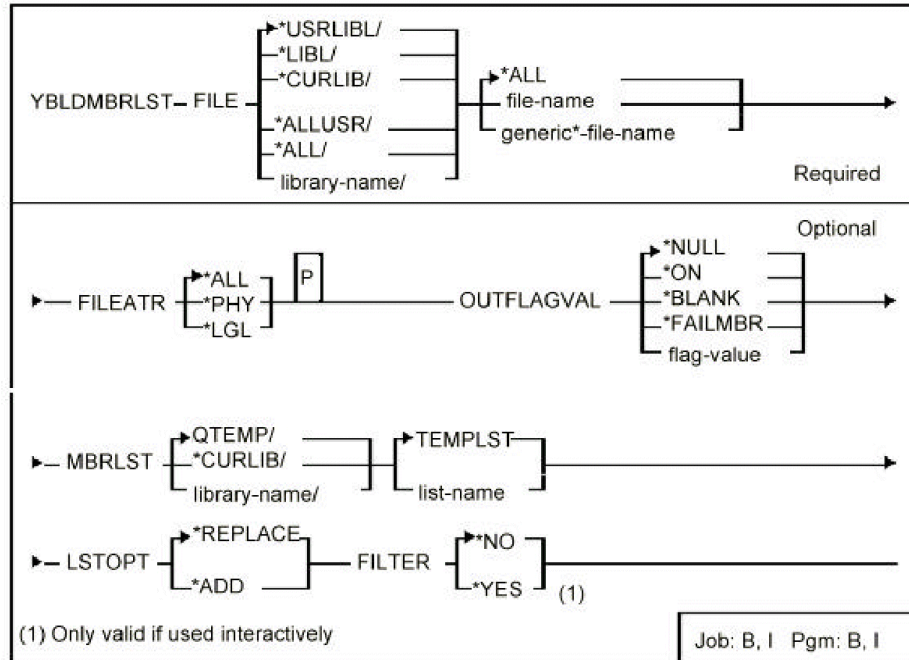 YBLDMBRLST FILE
*USRLIBL/
*LIBL/
*CURLIB/
*ALLUSR/
*ALL/
library-name/
*ALL
file-name
generic*-file-name
Required
Optional
FILEATR
*ALL
*PHY
*LGL
P
OUTFLAGVAL
*NULL
*ON
*BLANK
*FAILMBR
flag-value
MBRLST
QTEMP/
*CURLIB/
library-name/
TEMPLST
list-name
LSTOPT
*REPLACE
*ADD
FILTER
*NO
*YES (1)
(1) Only valid if used interactively
Job: B, I Pgm: B, I